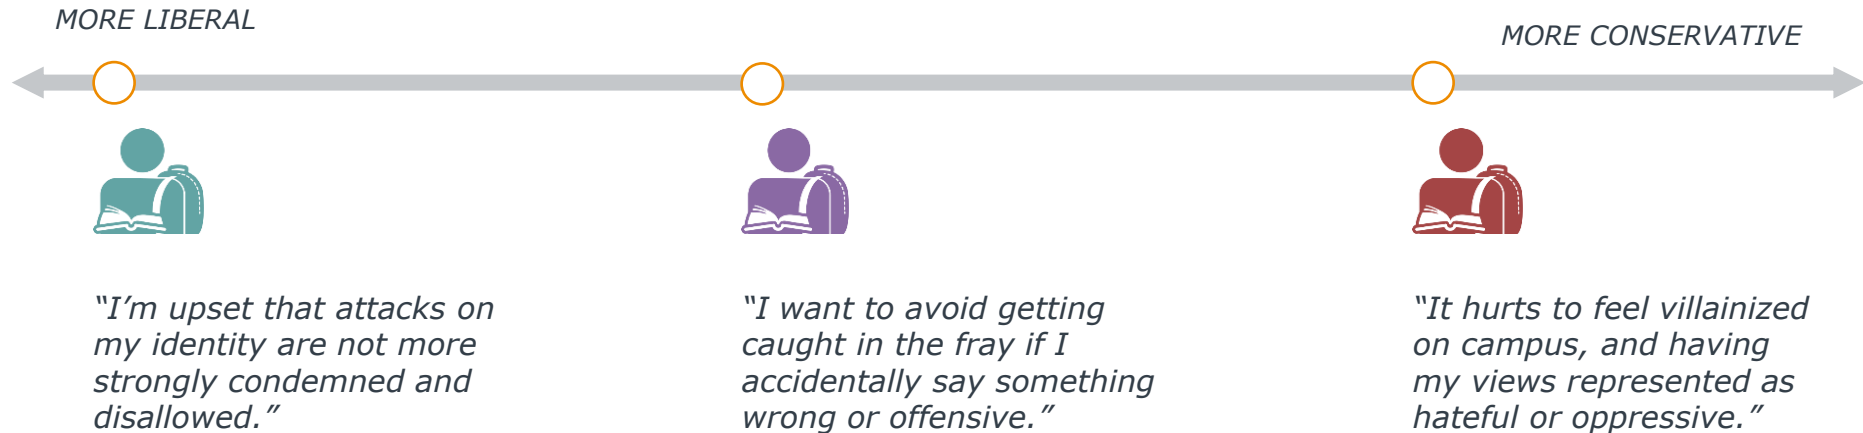 MORE LIBERAL
MORE CONSERVATIVE
“I’m upset that attacks on
my identity are not more
strongly condemned and
disallowed.”
“I want to avoid getting
caught in the fray if I
accidentally say something
wrong or offensive.”
“It hurts to feel villainized
on campus, and having
my views represented as
hateful or oppressive.”